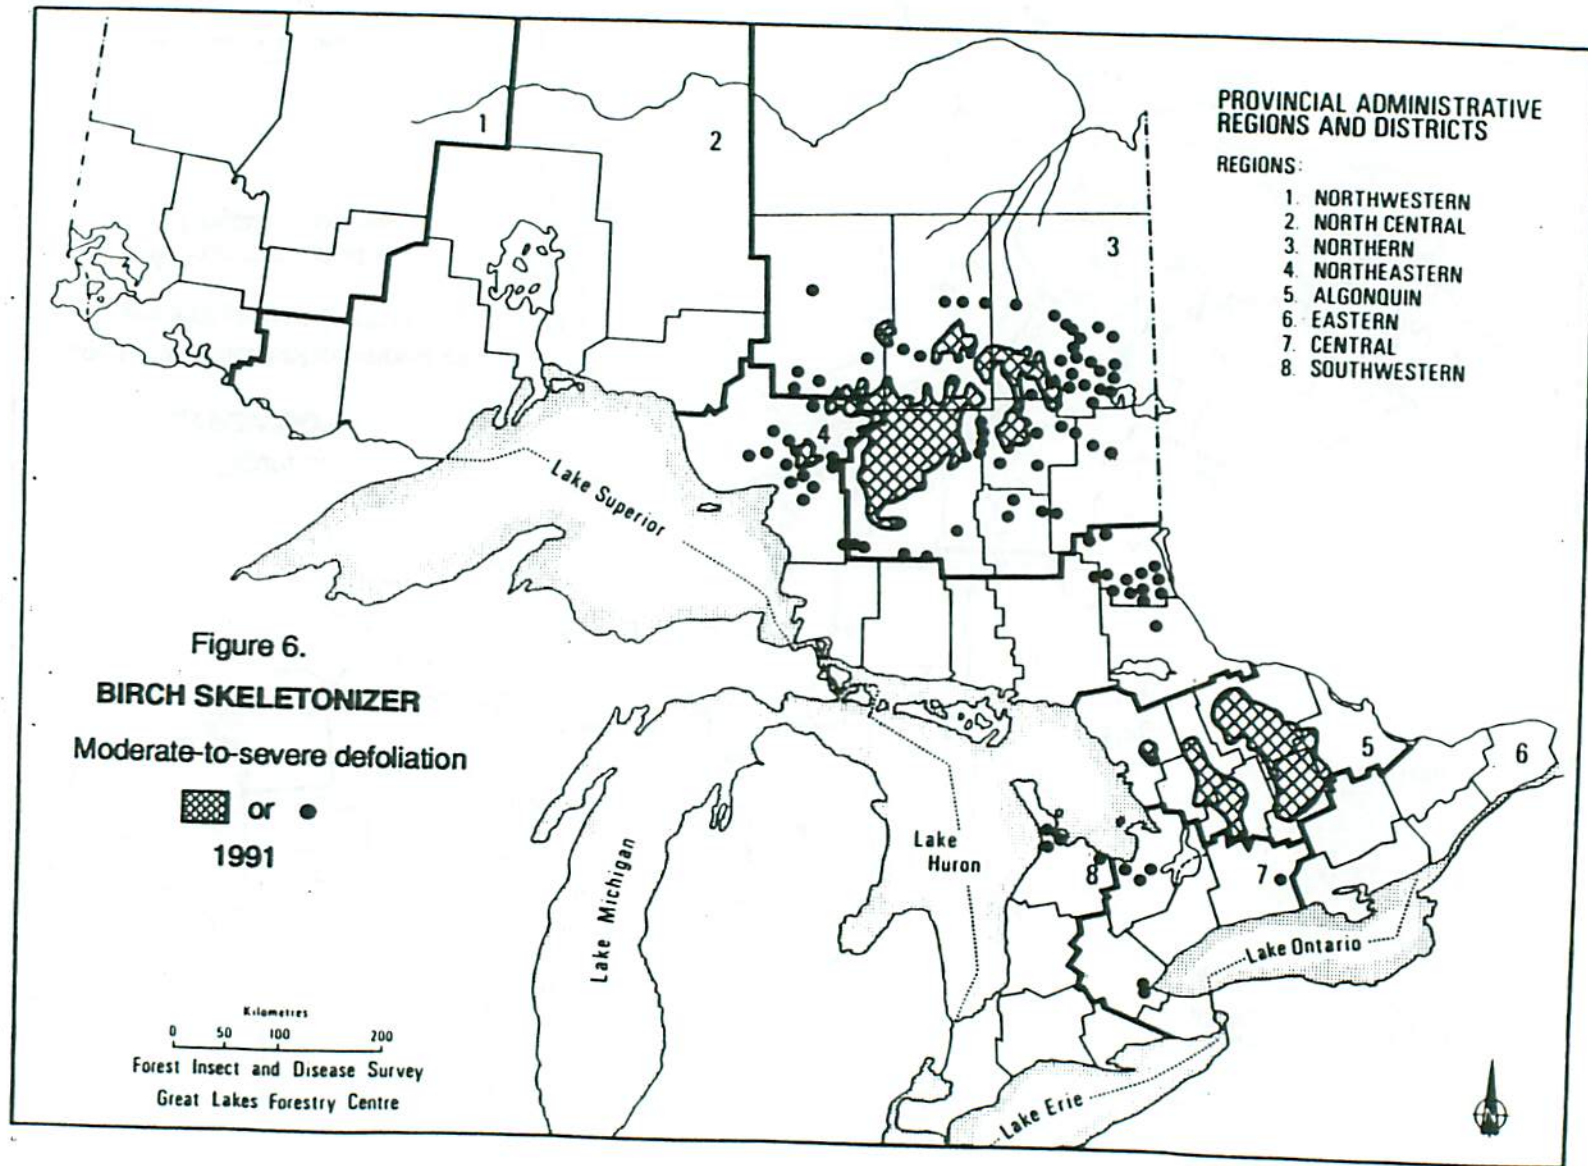 PROVINCIAL ADMINISTRATIVE
REGIONS AND DISTRICTS
REGIONS:
1. NORTHWESTERN
2. NORTH CENTRAL
3. NORTHERN
4. NORTHEASTERN
5. ALGONQUIN
6. EASTERN
7. CENTRAL
8. SOUTHWESTERN
1
2
3
4
5
6
7
8
Lake Superior
Lake Michigan
Lake
Huron
Lake Ontario
Lake Erie
Figure 6.
BIRCH SKELETONIZER
Moderate-to-severe defoliation
or
1991
Kilometres
0 50 100 200
Forest Insect and Disease Survey
Great Lakes Forestry Centre